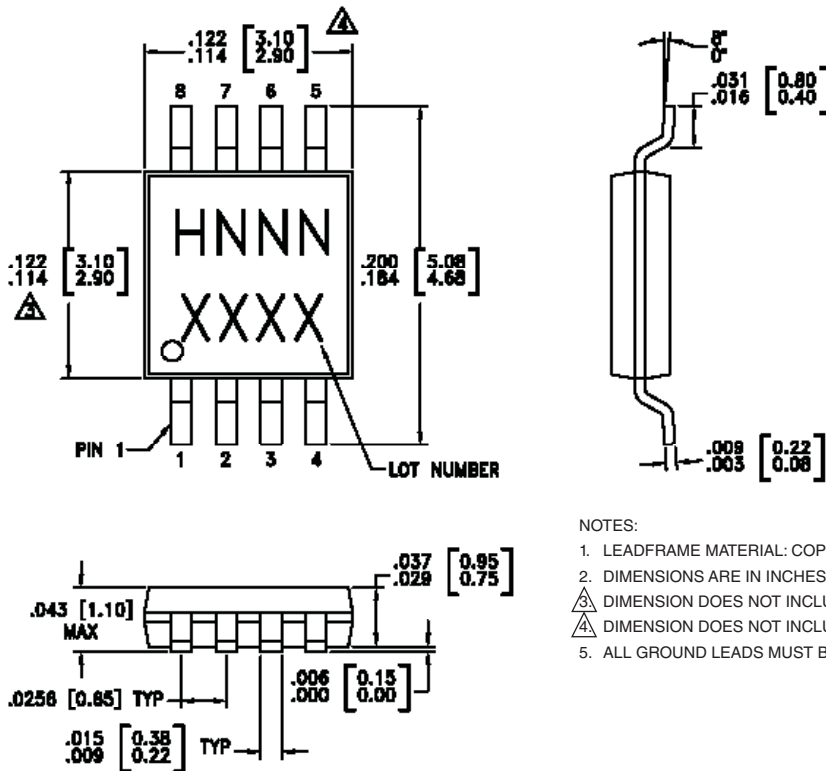 .122 [3.10]
.114 [2.90]
4
8 7 6 5
HNNN
XXXX
.122 [3.10]
.114 [2.90]
3
.200 [5.08]
.184 [4.68]
PIN 1
1 2 3 4
LOT NUMBER
8°
0°
.031 [0.80]
.016 [0.40]
.009 [0.22]
.003 [0.08]
.043 [1.10]
MAX
.037 [0.95]
.029 [0.75]
.0256 [0.65] TYP
.006 [0.15]
.000 [0.00]
.015 [0.38]
.009 [0.22]
TYP
NOTES:
1. LEADFRAME MATERIAL: COP
2. DIMENSIONS ARE IN INCHES
3. DIMENSION DOES NOT INCLU
4. DIMENSION DOES NOT INCLU
5. ALL GROUND LEADS MUST B